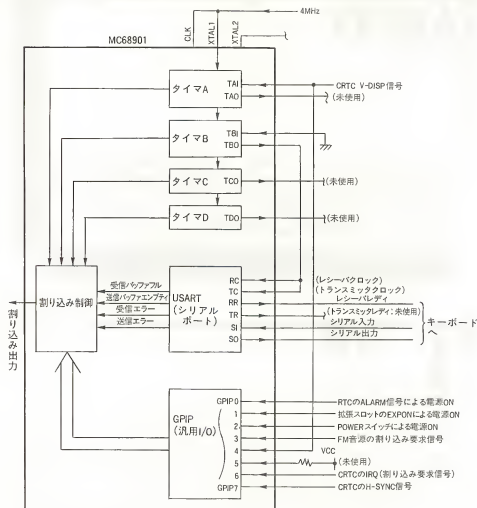 4MHz
MC68901
CLK
XTAL1
XTAL2
タイマA
TAI
TAO
CRTC V-DISP信号
(未使用)
タイマB
TBI
TBO
タイマC
TCO
(未使用)
タイマD
TDO
(未使用)
割り込み出力
割り込み制御
受信バッファフル
送信バッファエンプティ
受信エラー
送信エラー
USART
(シリアル
ポート)
RC
TC
RR
TR
SI
SO
(レシーバクロック)
(トランスミッタクロック)
レシーバレディ
(トランスミッタレディ:未使用)
シリアル入力
シリアル出力
キーボード
へ
GPIP
(汎用I/O)
GPIP0
1
2
3
4
5
6
GPIP7
RTCのALARM信号による電源ON
拡張スロットのEXPONによる電源ON
POWERスイッチによる電源ON
FM音源の割り込み要求信号
VCC
(未使用)
CRTCのIRQ(割り込み要求信号)
CRTCのH-SYNC信号